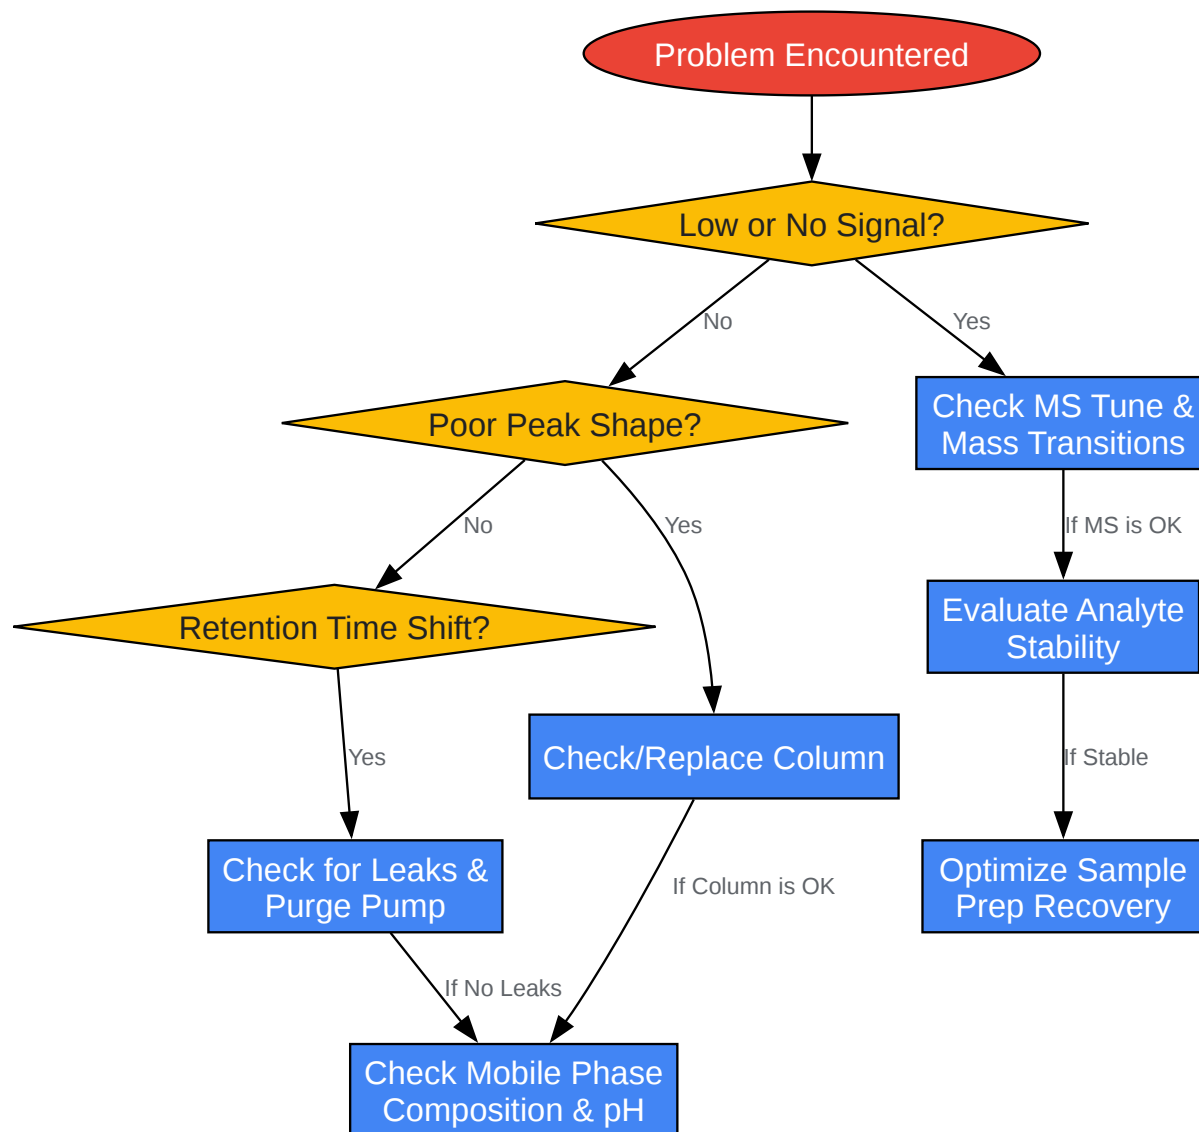 Problem Encountered
Low or No Signal?
No
Yes
Poor Peak Shape?
Check MS Tune &
Mass Transitions
No
Yes
If MS is OK
Retention Time Shift?
Evaluate Analyte
Stability
Yes
Check/Replace Column
If Stable
Check for Leaks &
Purge Pump
If Column is OK
Optimize Sample
Prep Recovery
If No Leaks
Check Mobile Phase
Composition & pH